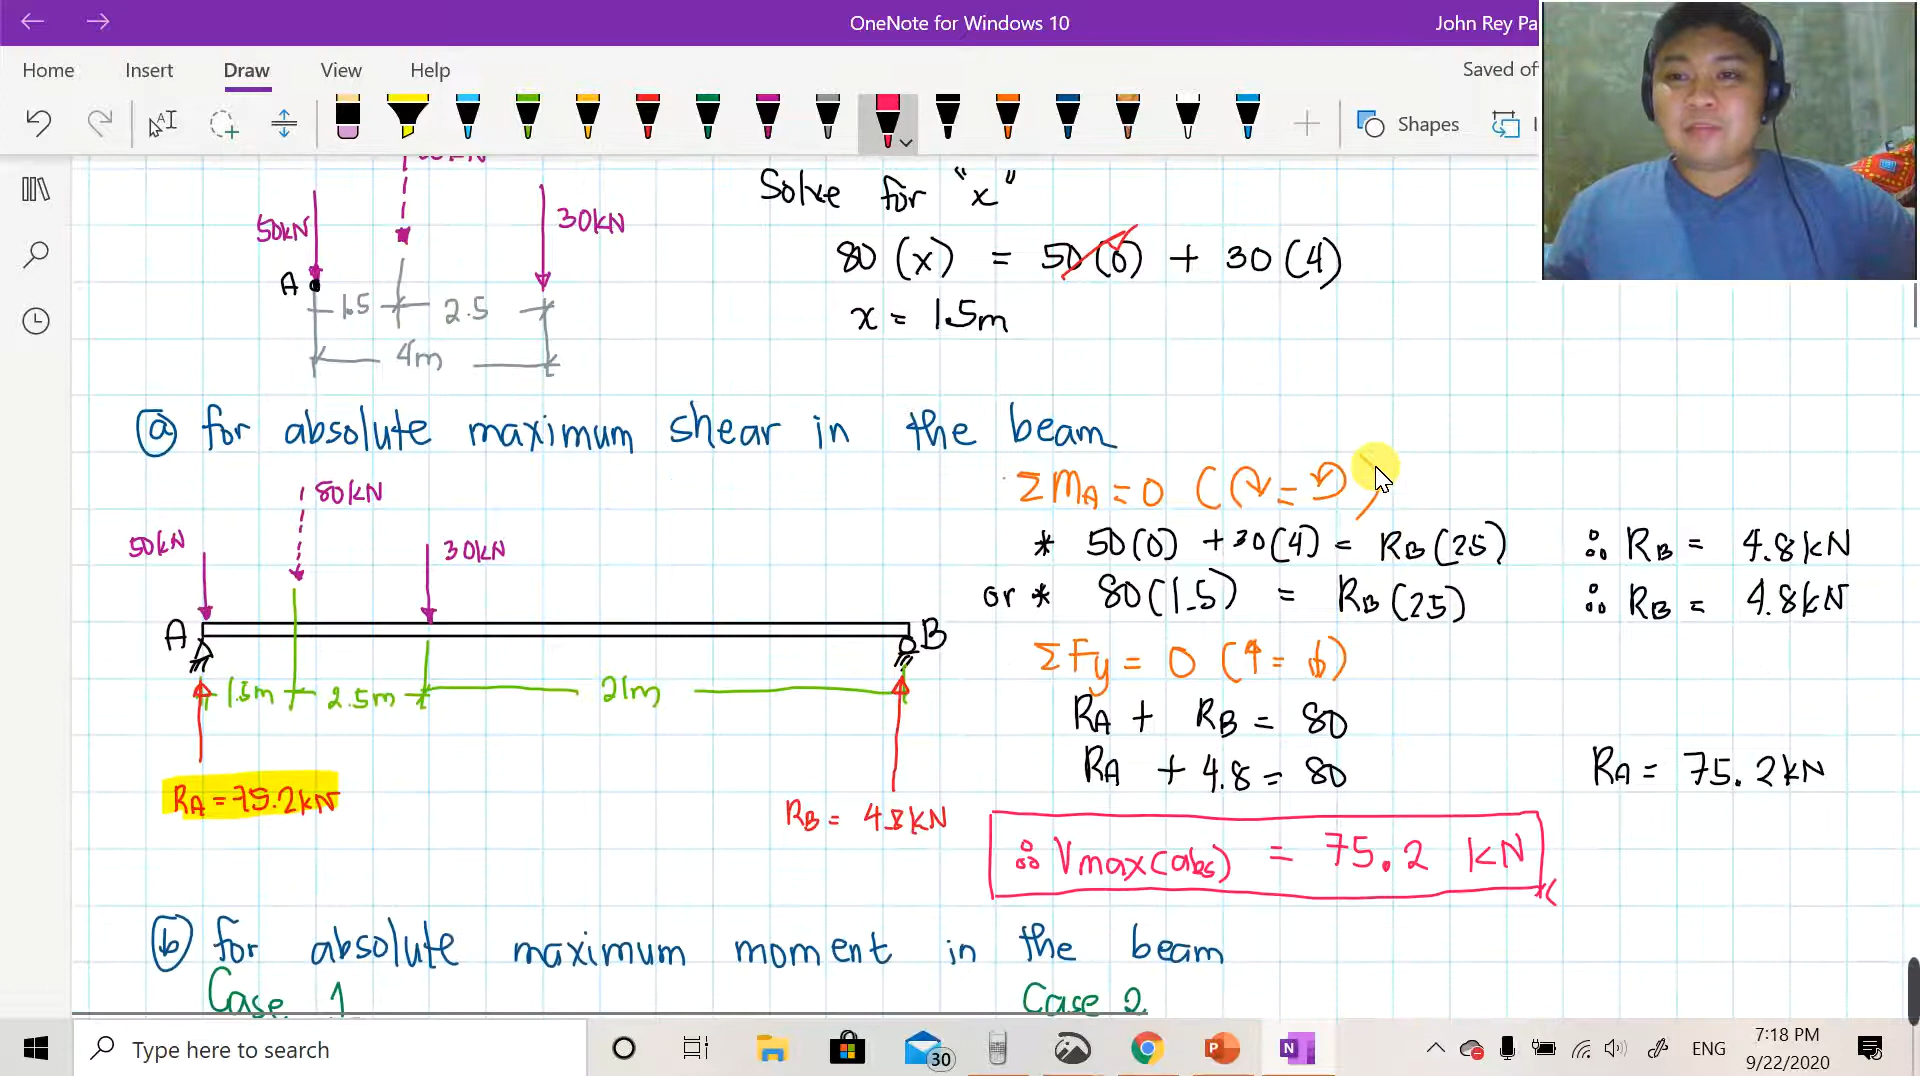 OneNote for Windows 10
John Rey Pa
Home Insert Draw View Help
Saved of
Shapes
Solve for "x"
50kN
30kN
80 (x) = 50(0) + 30(4)
A
1.5 2.5
x = 1.5m
4m
a for absolute maximum shear in the beam
80kN
50kN
30kN
ΣMA = 0 (↷ = ↶)
* 50(0) + 30(4) = RB(25) ∴ RB = 4.8kN
or * 80(1.5) = RB(25) ∴ RB = 4.8kN
A B
ΣFy = 0 (↑ = ↓)
1.5m 2.5m 21m
RA + RB = 80
RA + 4.8 = 80 RA = 75.2kN
RA = 75.2kN
RB = 4.8kN
∴ Vmax(abs) = 75.2 kN
b for absolute maximum moment in the beam
Case 1 Case 2
Type here to search
30
ENG
7:18 PM
9/22/2020